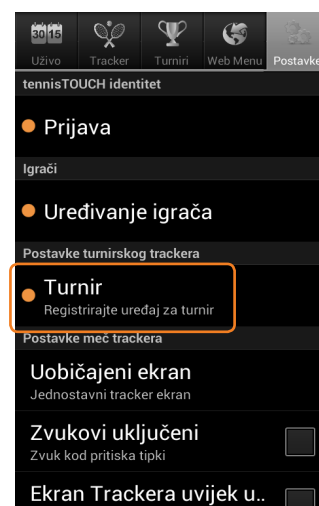 30 15
Uživo Tracker Turniri Web Menu Postavke
tennisTOUCH identitet
Prijava
Igrači
Uređivanje igrača
Postavke turnirskog trackera
Turnir
Registrirajte uređaj za turnir
Postavke meč trackera
Uobičajeni ekran
Jednostavni tracker ekran
Zvukovi uključeni
Zvuk kod pritiska tipki
Ekran Trackera uvijek u..